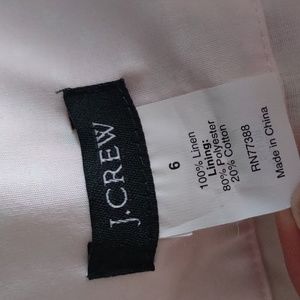 J.CREW
6
100% Linen
Lining:
80% Polyester
20% Cotton
RN77388
Made in China